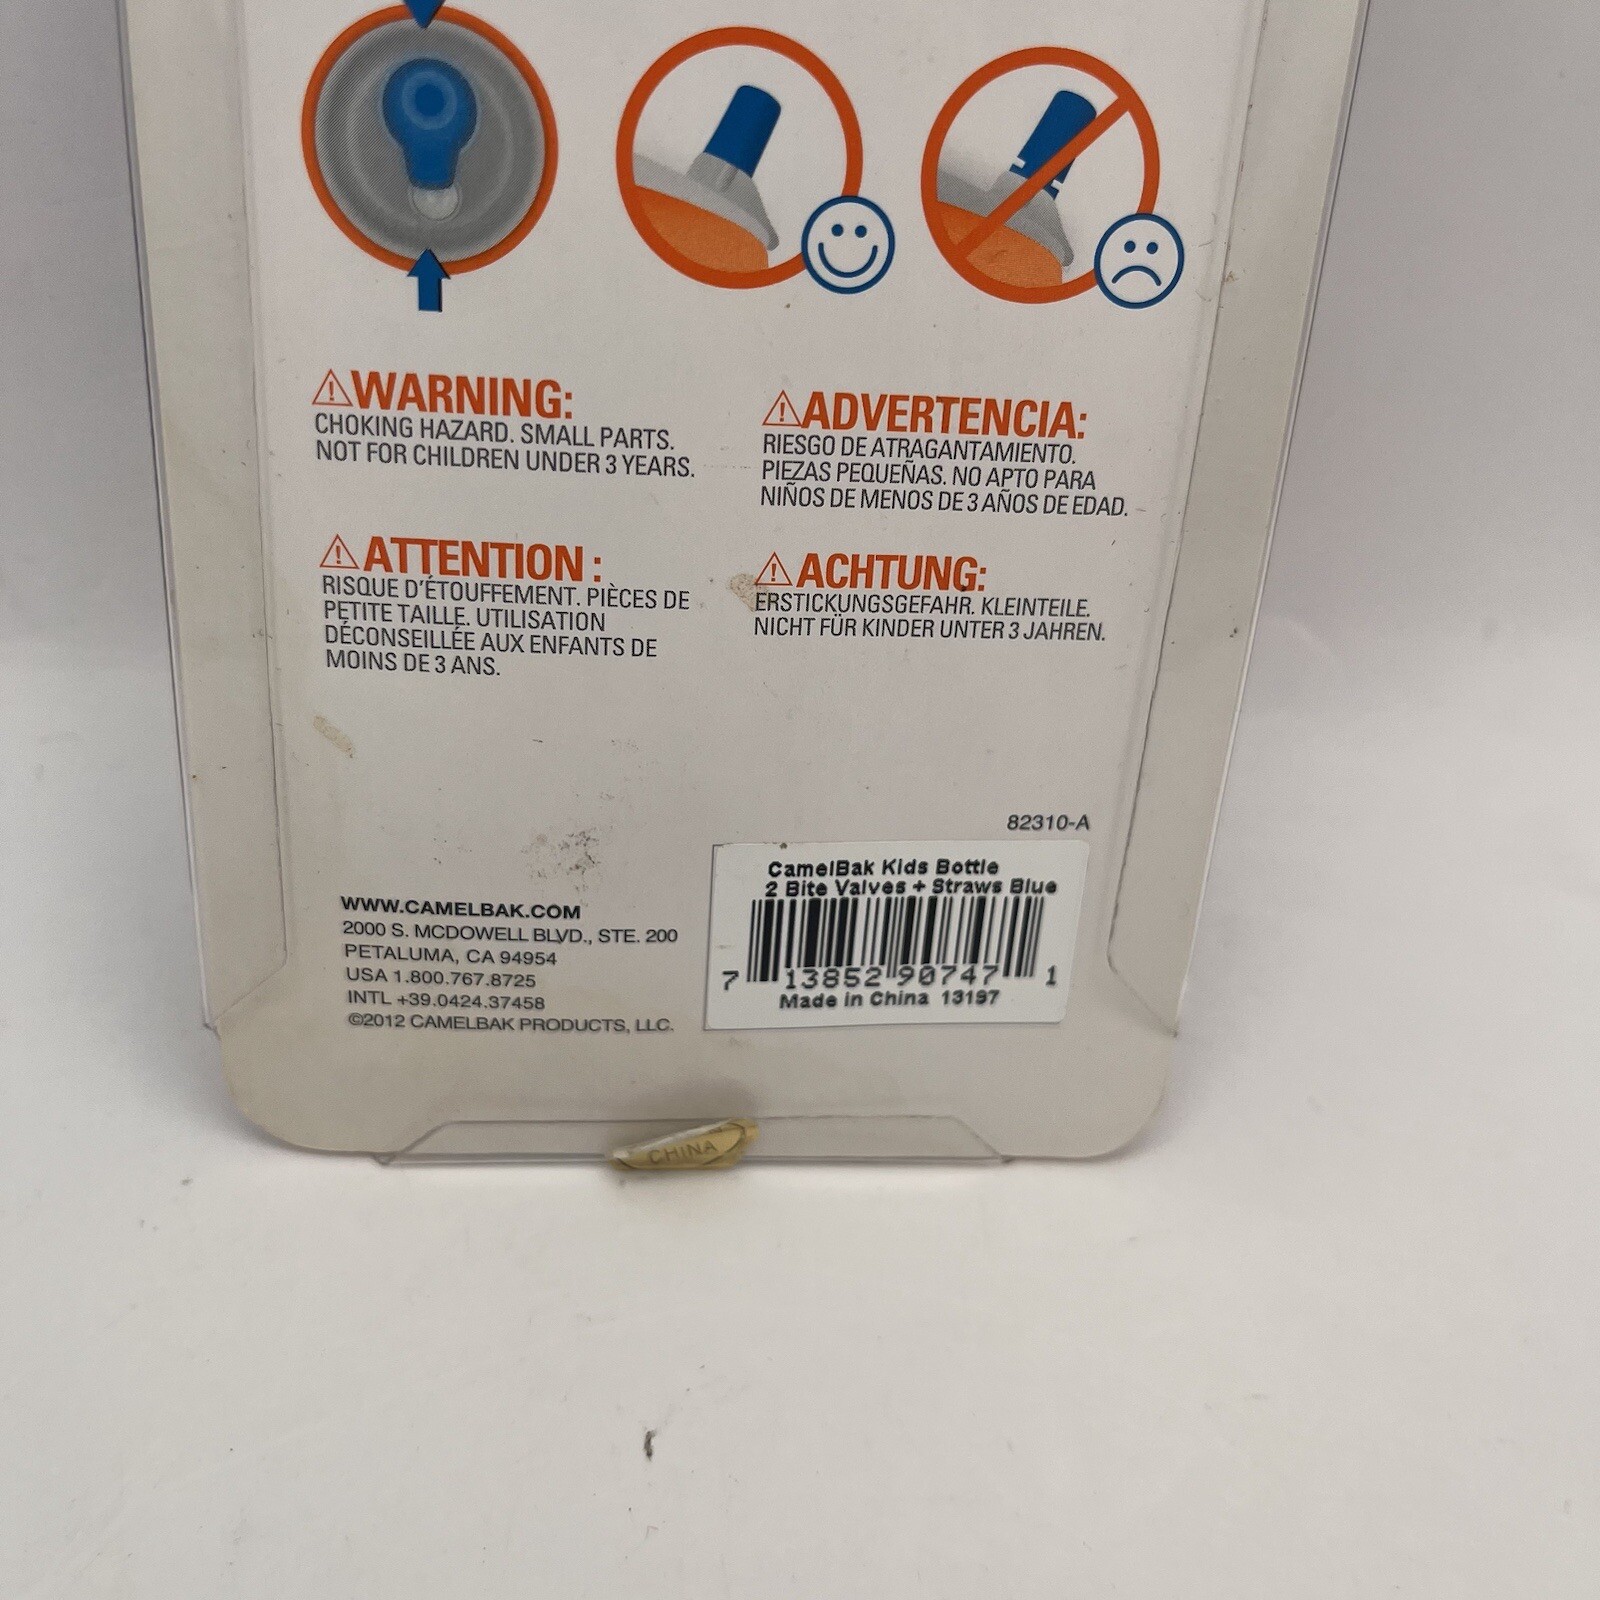 ⚠WARNING:
CHOKING HAZARD. SMALL PARTS.
NOT FOR CHILDREN UNDER 3 YEARS.
⚠ADVERTENCIA:
RIESGO DE ATRAGANTAMIENTO.
PIEZAS PEQUEÑAS. NO APTO PARA
NIÑOS DE MENOS DE 3 AÑOS DE EDAD.
⚠ATTENTION :
RISQUE D'ÉTOUFFEMENT. PIÈCES DE
PETITE TAILLE. UTILISATION
DÉCONSEILLÉE AUX ENFANTS DE
MOINS DE 3 ANS.
⚠ACHTUNG:
ERSTICKUNGSGEFAHR. KLEINTEILE.
NICHT FÜR KINDER UNTER 3 JAHREN.
82310-A
WWW.CAMELBAK.COM
2000 S. MCDOWELL BLVD., STE. 200
PETALUMA, CA 94954
USA 1.800.767.8725
INTL +39.0424.37458
©2012 CAMELBAK PRODUCTS, LLC.
CamelBak Kids Bottle
2 Bite Valves + Straws Blue
7 13852 90747 1
Made in China 13197
CHINA